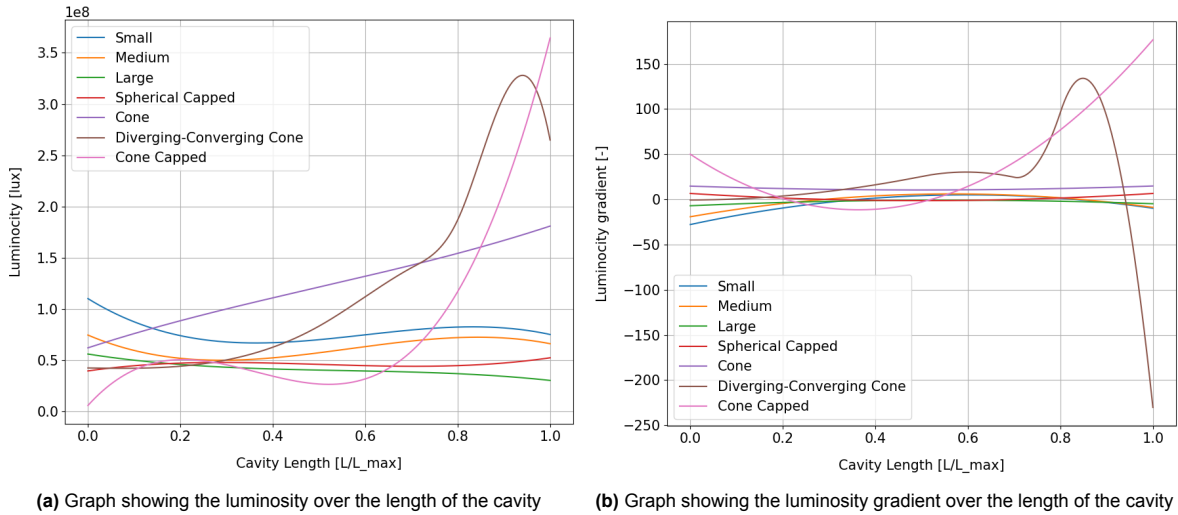 1e8
3.5
3.0
2.5
2.0
1.5
1.0
0.5
0.0
Luminocity [lux]
Small
Medium
Large
Spherical Capped
Cone
Diverging-Converging Cone
Cone Capped
0.0 0.2 0.4 0.6 0.8 1.0
Cavity Length [L/L_max]
(a) Graph showing the luminosity over the length of the cavity
150
100
50
0
−50
−100
−150
−200
−250
Luminocity gradient [-]
Small
Medium
Large
Spherical Capped
Cone
Diverging-Converging Cone
Cone Capped
0.0 0.2 0.4 0.6 0.8 1.0
Cavity Length [L/L_max]
(b) Graph showing the luminosity gradient over the length of the cavity